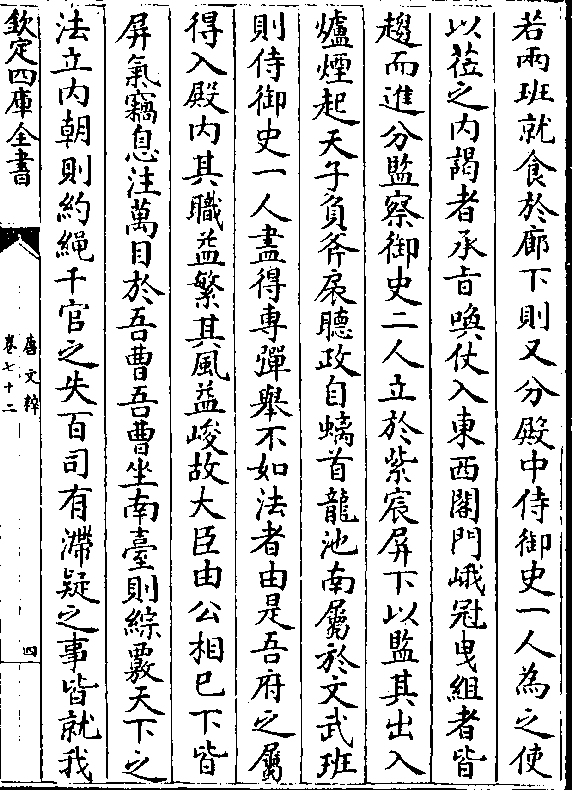 若兩班就食於廊下則又分殿中侍御史一人為之使
以莅之内謁者承旨喚仗入東西閤門峨冠曳組者皆
趨而進分監察御史二人立於紫宸屏下以監其出入
爐煙起天子負斧扆聽政自螭首龍池南屬於文武班
則侍御史一人盡得專彈舉不如法者由是吾府之屬
得入殿内其職益繁其風益峻故大臣由公相已下皆
屏氣竊息注萬目於吾曹吾曹坐南臺則綜覈天下之
法立内朝則約繩千官之失百司有滯疑之事皆就我
欽定四庫全書
唐文粹
卷七十二
四